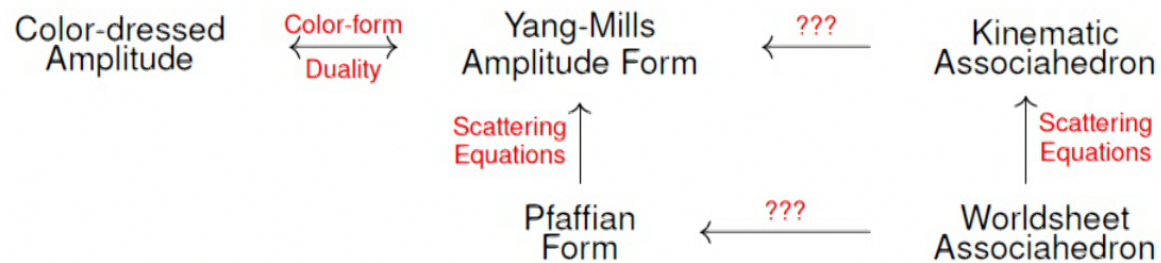 Color-dressed
Amplitude
Color-form
Duality
Yang-Mills
Amplitude Form
???
Kinematic
Associahedron
Scattering
Equations
Scattering
Equations
Pfaffian
Form
???
Worldsheet
Associahedron